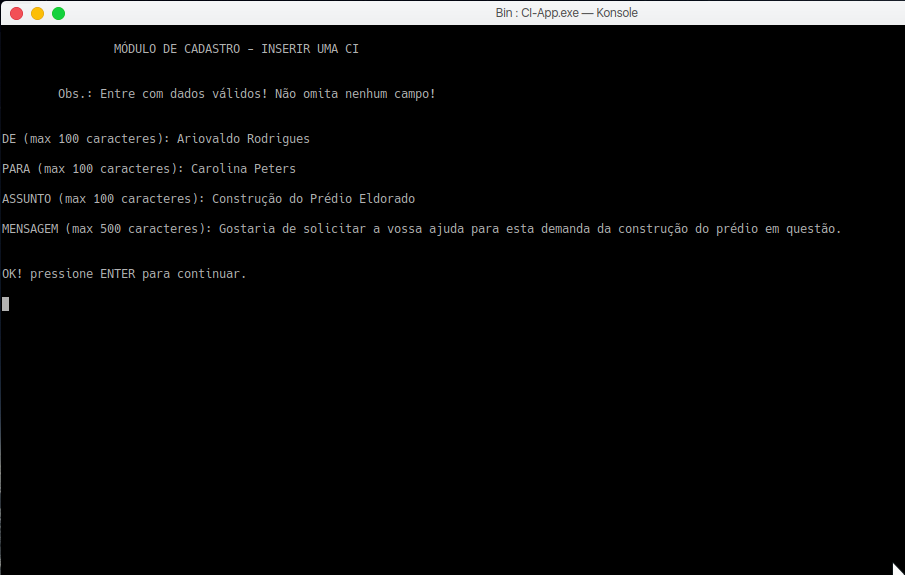 Bin : CI-App.exe — Konsole
MÓDULO DE CADASTRO - INSERIR UMA CI
Obs.: Entre com dados válidos! Não omita nenhum campo!
DE (max 100 caracteres): Ariovaldo Rodrigues
PARA (max 100 caracteres): Carolina Peters
ASSUNTO (max 100 caracteres): Construção do Prédio Eldorado
MENSAGEM (max 500 caracteres): Gostaria de solicitar a vossa ajuda para esta demanda da construção do prédio em questão.
OK! pressione ENTER para continuar.